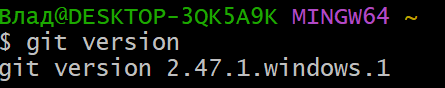 Влад@DESKTOP-3QK5A9K MINGW64 ~
$ git version
git version 2.47.1.windows.1